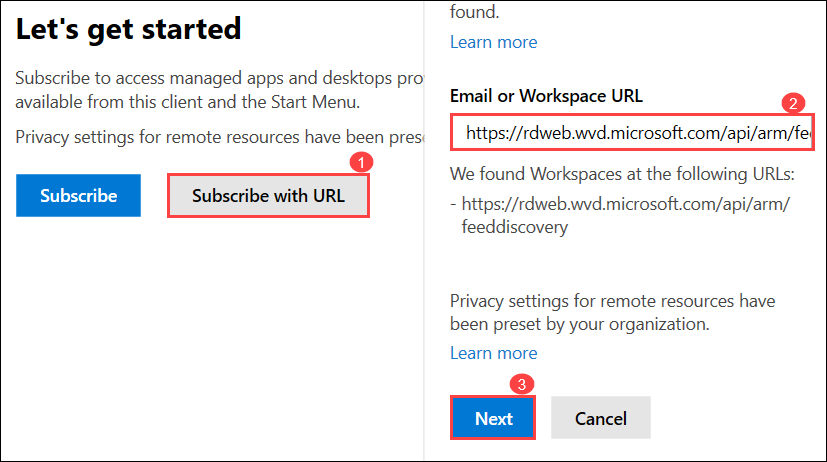 Let's get started
Subscribe to access managed apps and desktops pro
available from this client and the Start Menu.
Privacy settings for remote resources have been prese
1
Subscribe
Subscribe with URL
found.
Learn more
Email or Workspace URL
2
https://rdweb.wvd.microsoft.com/api/arm/fee
We found Workspaces at the following URLs:
- https://rdweb.wvd.microsoft.com/api/arm/
feeddiscovery
Privacy settings for remote resources have
been preset by your organization.
Learn more
3
Next
Cancel